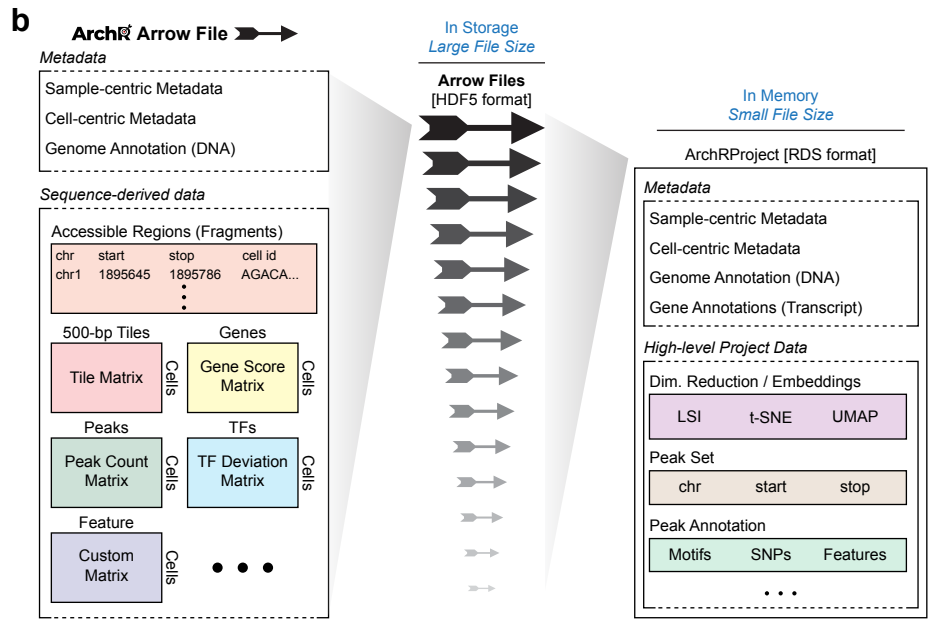 b
ArchR Arrow File
Metadata
Sample-centric Metadata
Cell-centric Metadata
Genome Annotation (DNA)
Sequence-derived data
Accessible Regions (Fragments)
chr start stop cell id
chr1 1895645 1895786 AGACA...
500-bp Tiles
Tile Matrix
Cells
Genes
Gene Score
Matrix
Cells
Peaks
Peak Count
Matrix
Cells
TFs
TF Deviation
Matrix
Cells
Feature
Custom
Matrix
Cells
In Storage
Large File Size
Arrow Files
[HDF5 format]
In Memory
Small File Size
ArchRProject [RDS format]
Metadata
Sample-centric Metadata
Cell-centric Metadata
Genome Annotation (DNA)
Gene Annotations (Transcript)
High-level Project Data
Dim. Reduction / Embeddings
LSI t-SNE UMAP
Peak Set
chr start stop
Peak Annotation
Motifs SNPs Features
...